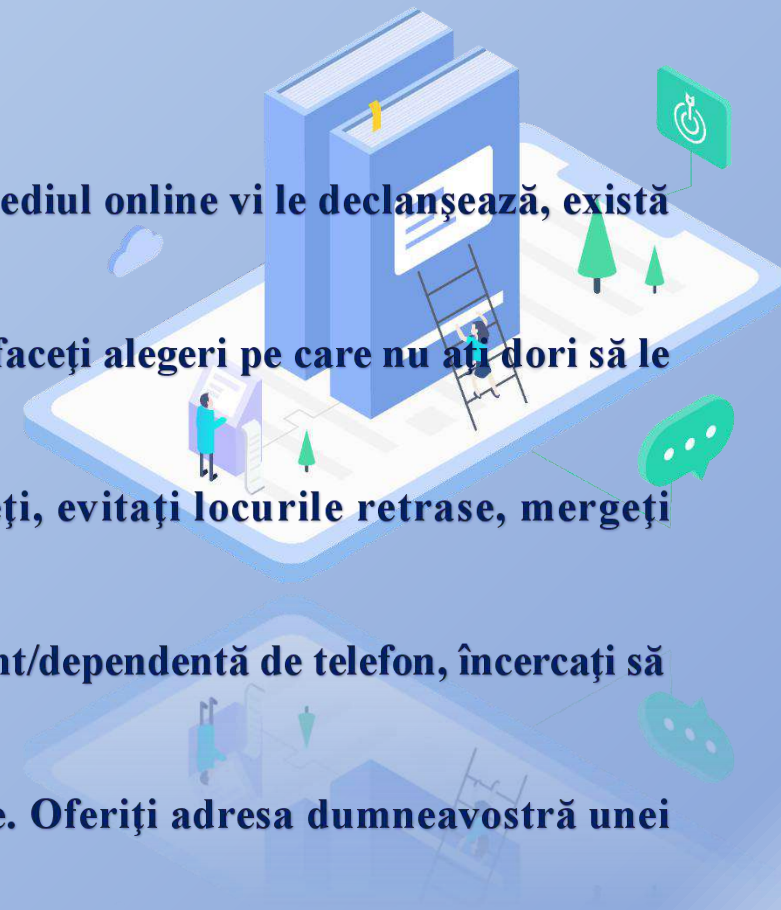 ediul online vi le declanşează, există
faceţi alegeri pe care nu aţi dori să le
eţi, evitaţi locurile retrase, mergeţi
nt/dependentă de telefon, încercaţi să
e. Oferiţi adresa dumneavostră unei